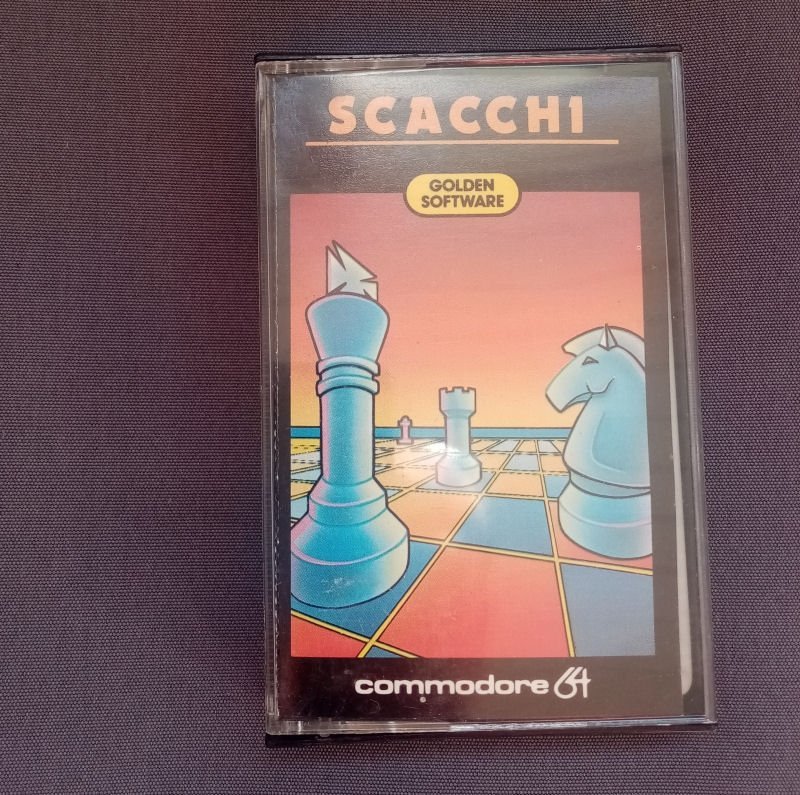 SCACCHI
GOLDEN
SOFTWARE
commodore 64